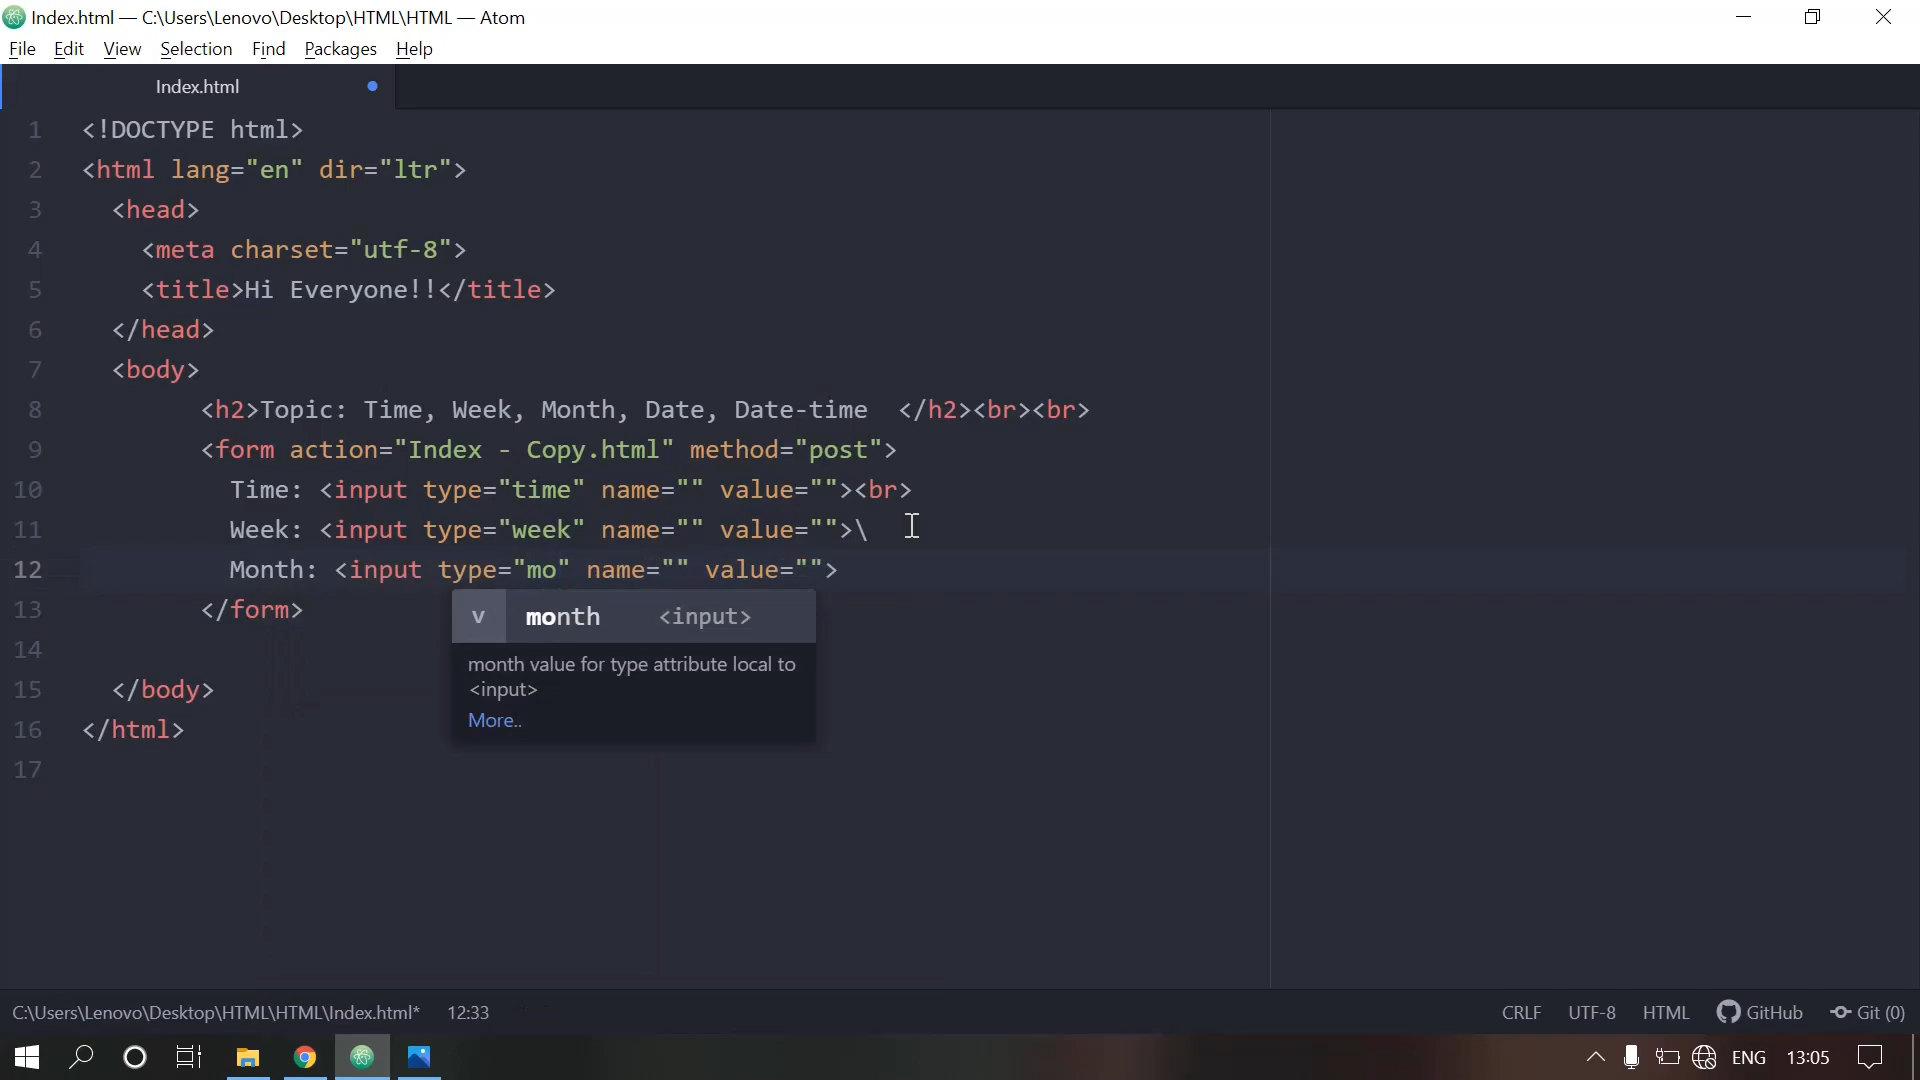 Index.html — C:\Users\Lenovo\Desktop\HTML\HTML — Atom
File Edit View Selection Find Packages Help
Index.html
1 <!DOCTYPE html>
2 <html lang="en" dir="ltr">
3 <head>
4 <meta charset="utf-8">
5 <title>Hi Everyone!!</title>
6 </head>
7 <body>
8 <h2>Topic: Time, Week, Month, Date, Date-time </h2><br><br>
9 <form action="Index - Copy.html" method="post">
10 Time: <input type="time" name="" value=""><br>
11 Week: <input type="week" name="" value="">\
12 Month: <input type="mo" name="" value="">
13 </form>
v month <input>
14
month value for type attribute local to
<input>
15 </body>
More..
16 </html>
17
C:\Users\Lenovo\Desktop\HTML\HTML\Index.html* 12:33 CRLF UTF-8 HTML GitHub Git (0)
ENG 13:05